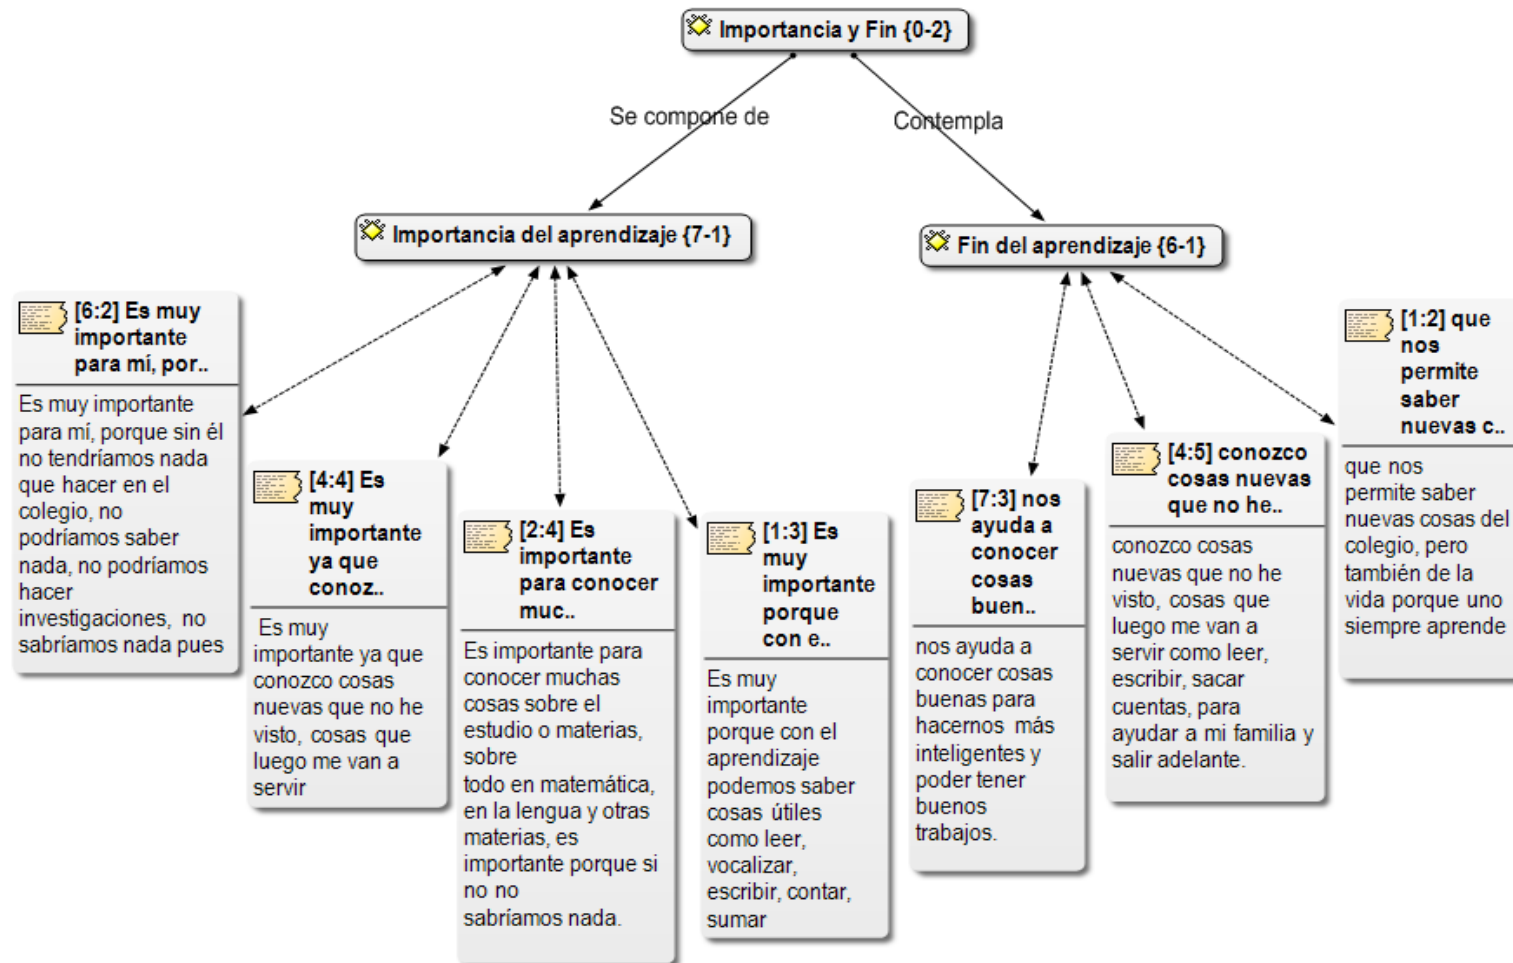 Importancia y Fin {0-2}
Se compone de
Contempla
Importancia del aprendizaje {7-1}
Fin del aprendizaje {6-1}
[6:2] Es muy
importante
para mí, por..
Es muy importante
para mí, porque sin él
no tendríamos nada
que hacer en el
colegio, no
podríamos saber
nada, no podríamos
hacer
investigaciones, no
sabríamos nada pues
[4:4] Es
muy
importante
ya que
conoz..
Es muy
importante ya que
conozco cosas
nuevas que no he
visto, cosas que
luego me van a
servir
[2:4] Es
importante
para conocer
muc..
Es importante para
conocer muchas
cosas sobre el
estudio o materias,
sobre
todo en matemática,
en la lengua y otras
materias, es
importante porque si
no no
sabríamos nada.
[1:3] Es
muy
importante
porque
con e..
Es muy
importante
porque con el
aprendizaje
podemos saber
cosas útiles
como leer,
vocalizar,
escribir, contar,
sumar
[7:3] nos
ayuda a
conocer
cosas
buen..
nos ayuda a
conocer cosas
buenas para
hacernos más
inteligentes y
poder tener
buenos
trabajos.
[4:5] conozco
cosas nuevas
que no he..
conozco cosas
nuevas que no he
visto, cosas que
luego me van a
servir como leer,
escribir, sacar
cuentas, para
ayudar a mi familia y
salir adelante.
[1:2] que
nos
permite
saber
nuevas c..
que nos
permite saber
nuevas cosas del
colegio, pero
también de la
vida porque uno
siempre aprende